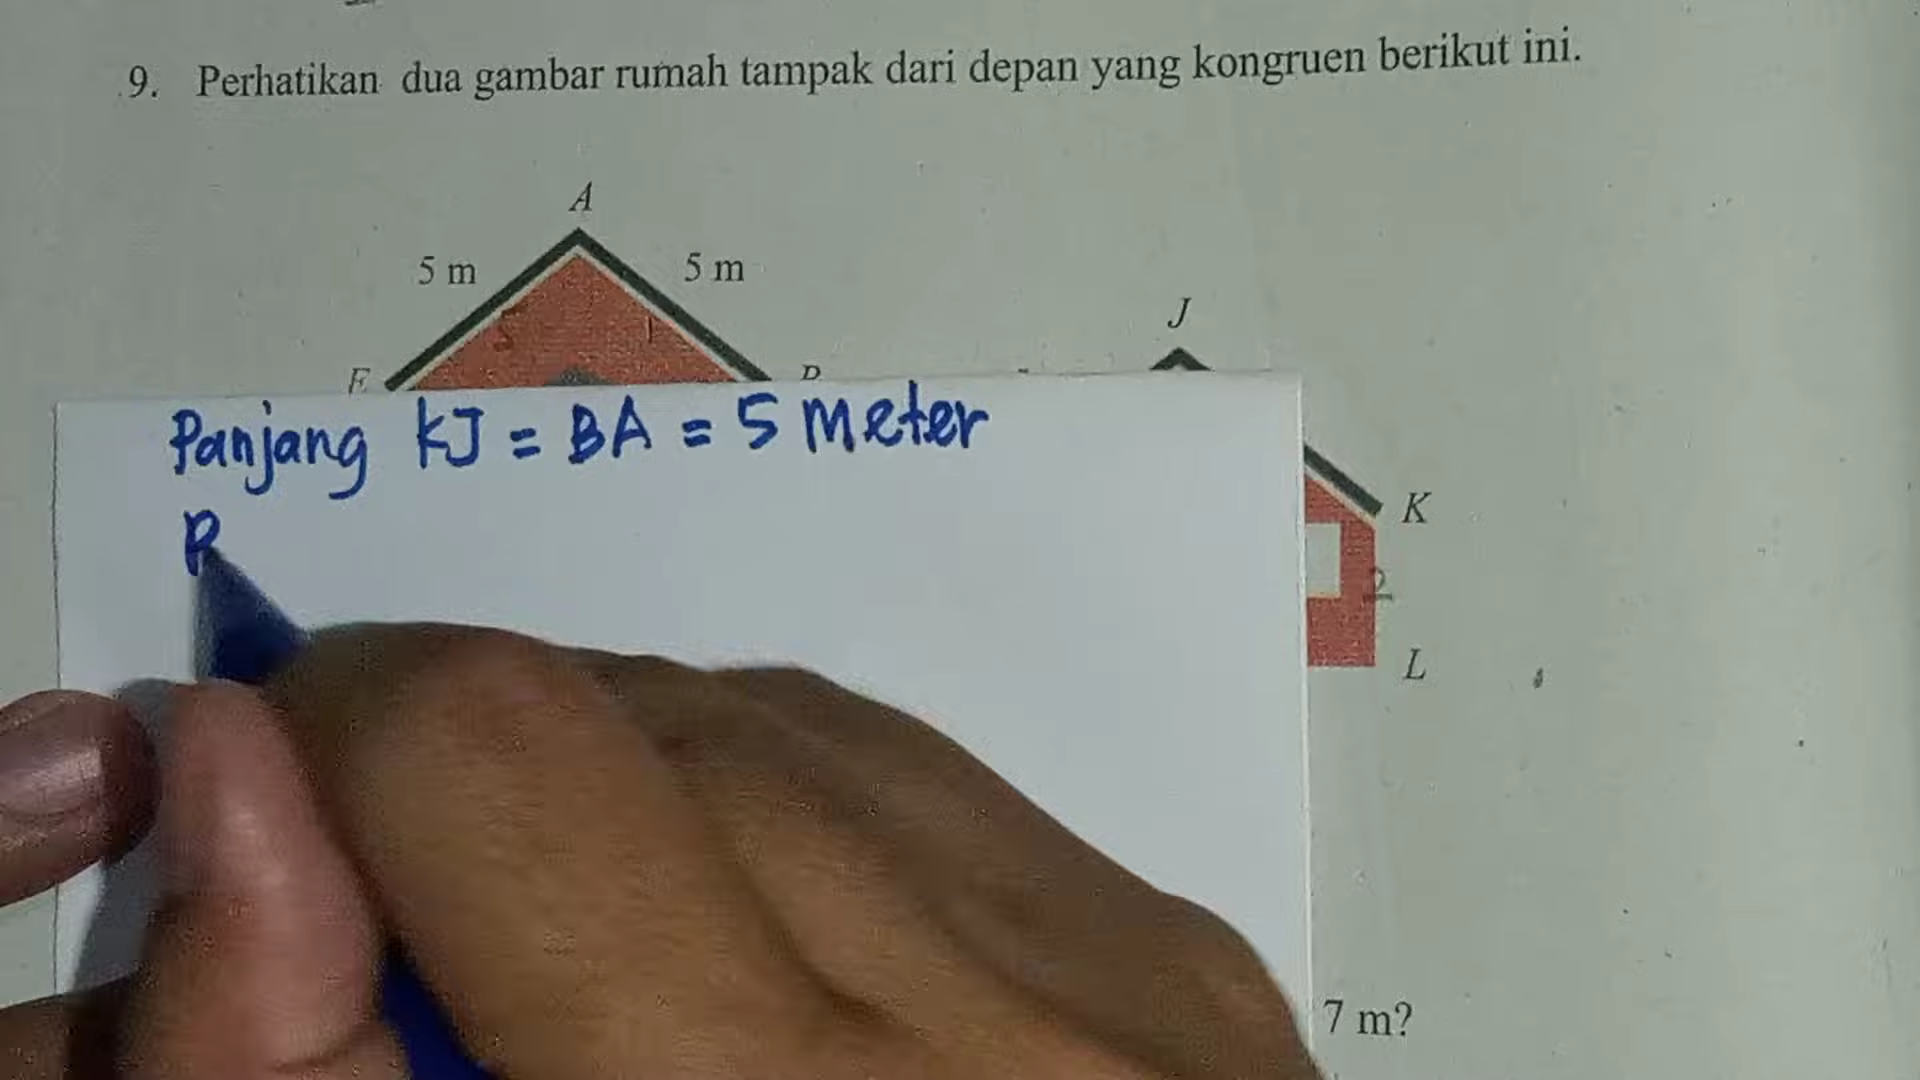 9. Perhatikan dua gambar rumah tampak dari depan yang kongruen berikut ini.
A
5 m
5 m
J
E
Panjang KJ = BA = 5 Meter
K
P
2
L
7 m?